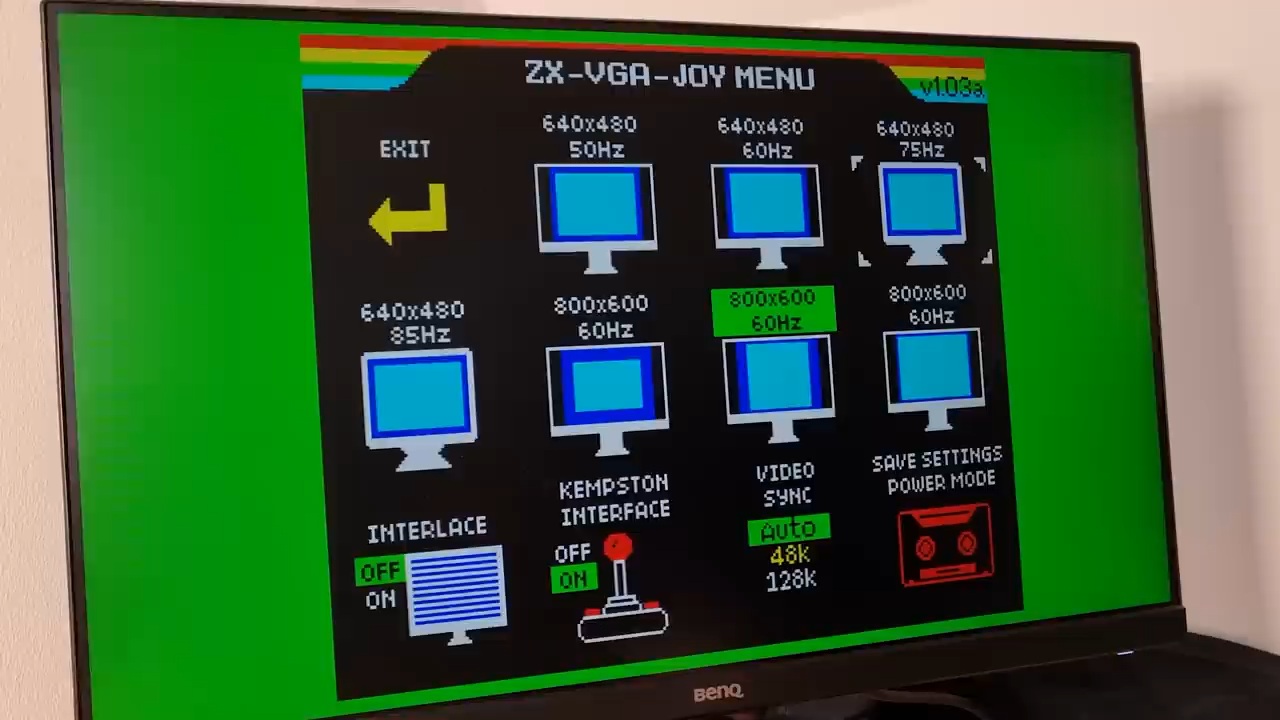 ZX-VGA-JOY MENU
v1.03a
EXIT
640x480
50Hz
640x480
60Hz
640x480
75Hz
640x480
85Hz
800x600
60Hz
800x600
60Hz
800x600
60Hz
INTERLACE
OFF
ON
KEMPSTON
INTERFACE
OFF
ON
VIDEO
SYNC
Auto
48k
128k
SAVE SETTINGS
POWER MODE
BenQ